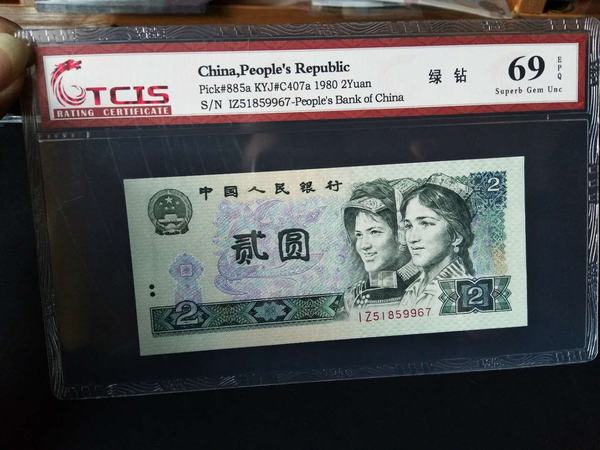 TCIS
RATING CERTIFICATE
China,People's Republic
Pick#885a KYJ#C407a 1980 2Yuan
S/N IZ51859967-People's Bank of China
绿钻
69 EPQ
Superb Gem Unc
中国人民银行
2
贰圆
2
2
IZ51859967